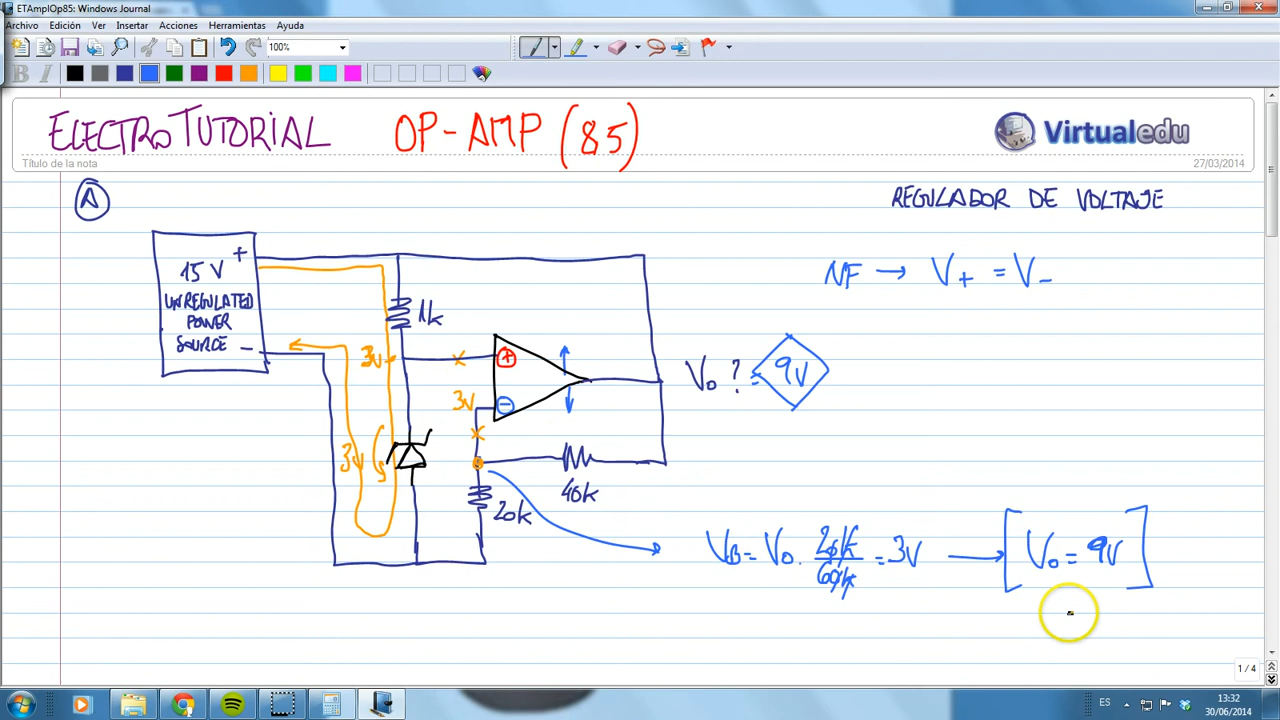 ETAmplOp85: Windows Journal
Archivo Edición Ver Insertar Acciones Herramientas Ayuda
100%
ELECTROTUTORIAL OP-AMP (85)
Virtualedu
Título de la nota
27/03/2014
A
REGULADOR DE VOLTAJE
15 V +
UNREGULATED
POWER
SOURCE -
1k
NF → V+ = V-
3V
+
3V
-
Vo ? = 9V
3V
40k
20k
VB = Vo · 20k/60k = 3V → [Vo = 9V]
1 / 4
ES
13:32
30/06/2014